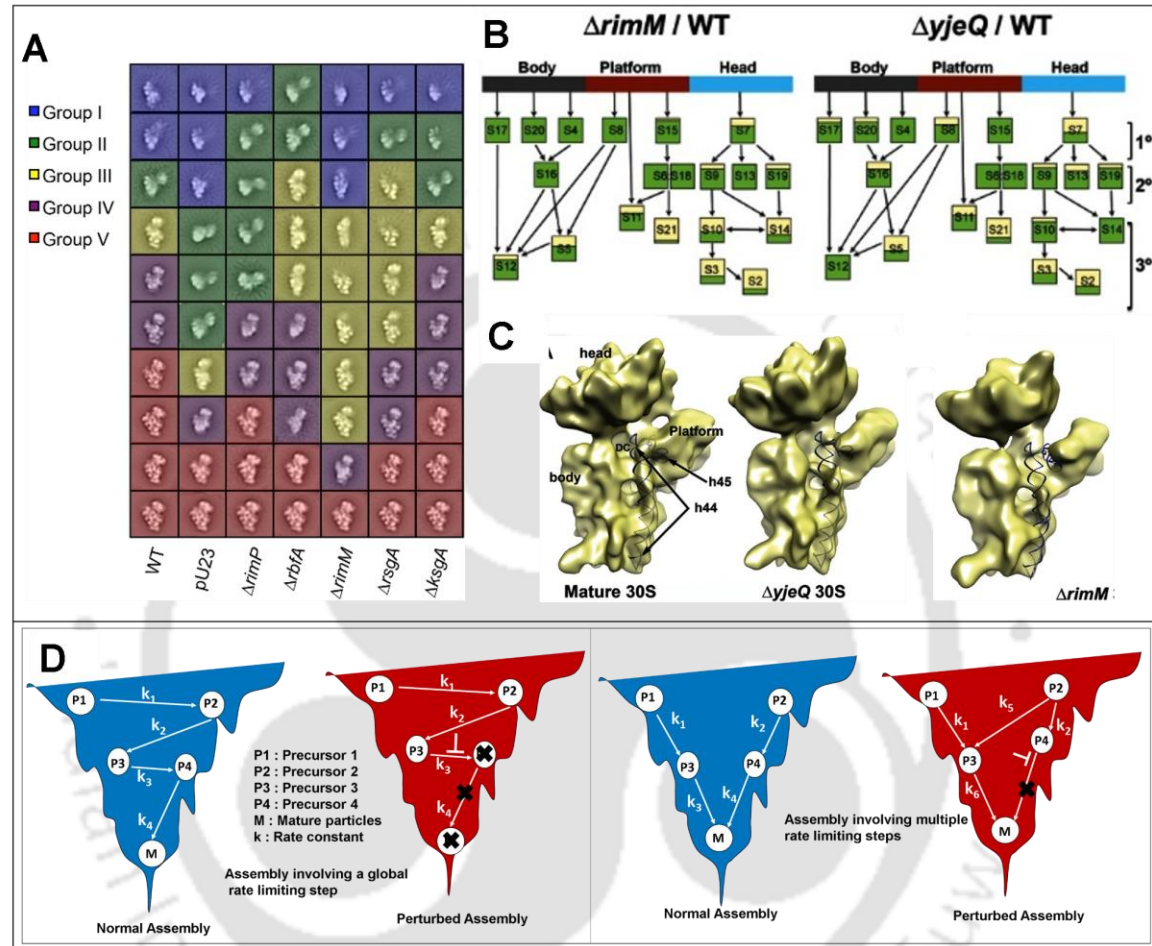 A
Group I
Group II
Group III
Group IV
Group V
WT
pU23
ΔrimP
ΔrbfA
ΔrimM
ΔrsgA
ΔksgA
B
ΔrimM / WT
ΔyjeQ / WT
Body Platform Head
Body Platform Head
S17 S20 S4 S8 S15 S7
S16 S6 S18 S9 S13 S19
S11 S21 S10 S14
S12 S5 S3 S2
S17 S20 S4 S8 S15 S7
S16 S6 S18 S9 S13 S19
S11 S21 S10 S14
S12 S5 S3 S2
1º
2º
3º
C
head
Platform
DC
body
h45
h44
Mature 30S
ΔyjeQ 30S
ΔrimM
D
P1 k1 P2
k2
P3 k3 P4
k4
M
Normal Assembly
P1 : Precursor 1
P2 : Precursor 2
P3 : Precursor 3
P4 : Precursor 4
M : Mature particles
k : Rate constant
Assembly involving a global
rate limiting step
P1 k1 P2
k2
P3 k3
k4
Perturbed Assembly
P1 P2
k1 k2
P3 P4
k3 k4
M
Normal Assembly
Assembly involving multiple
rate limiting steps
P1 k5 P2
k1 k2
P4
P3
k6
M
Perturbed Assembly